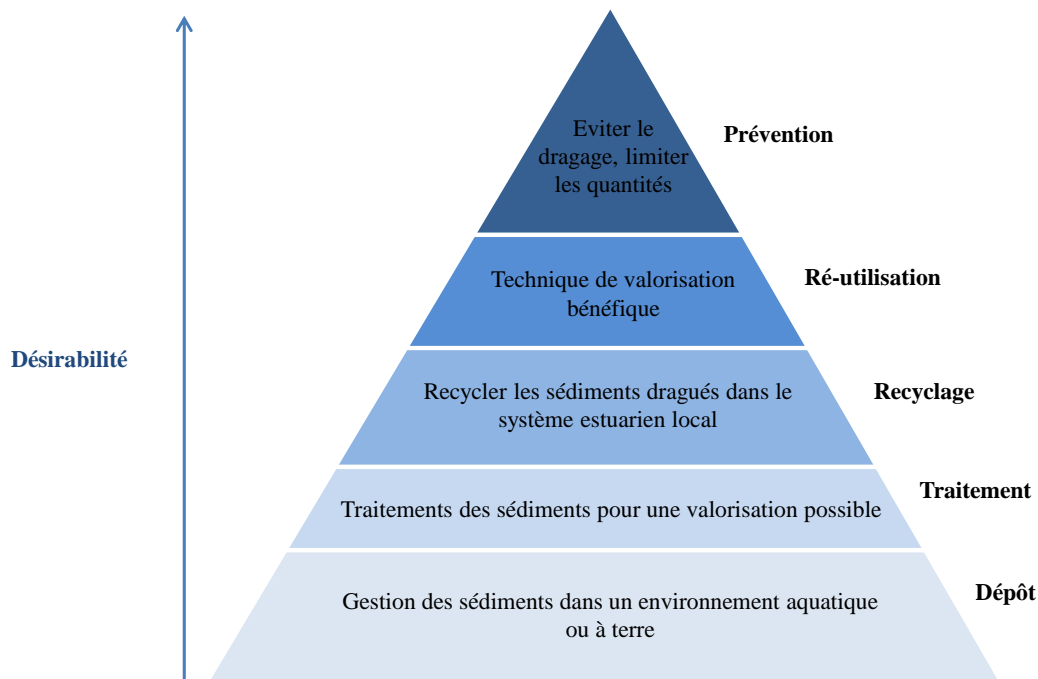 Eviter le
dragage, limiter
les quantités
Prévention
Technique de valorisation
bénéfique
Ré-utilisation
Désirabilité
Recycler les sédiments dragués dans le
système estuarien local
Recyclage
Traitements des sédiments pour une valorisation possible
Traitement
Gestion des sédiments dans un environnement aquatique
ou à terre
Dépôt